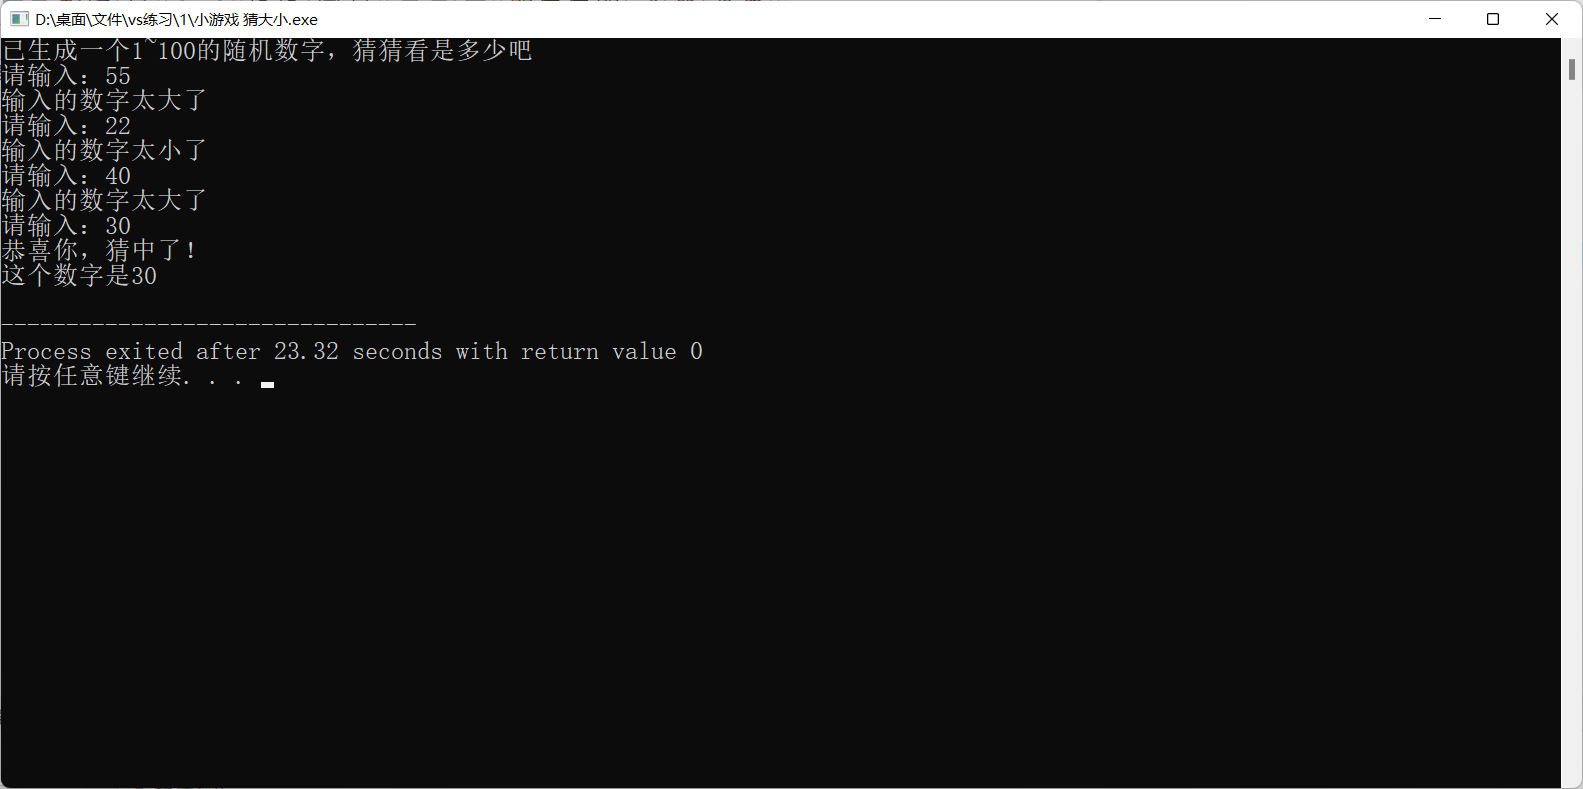 D:\桌面\文件\vs练习\1\小游戏 猜大小.exe
已生成一个1~100的随机数字，猜猜看是多少吧
请输入：55
输入的数字太大了
请输入：22
输入的数字太小了
请输入：40
输入的数字太大了
请输入：30
恭喜你，猜中了！
这个数字是30
--------------------------------
Process exited after 23.32 seconds with return value 0
请按任意键继续. . .